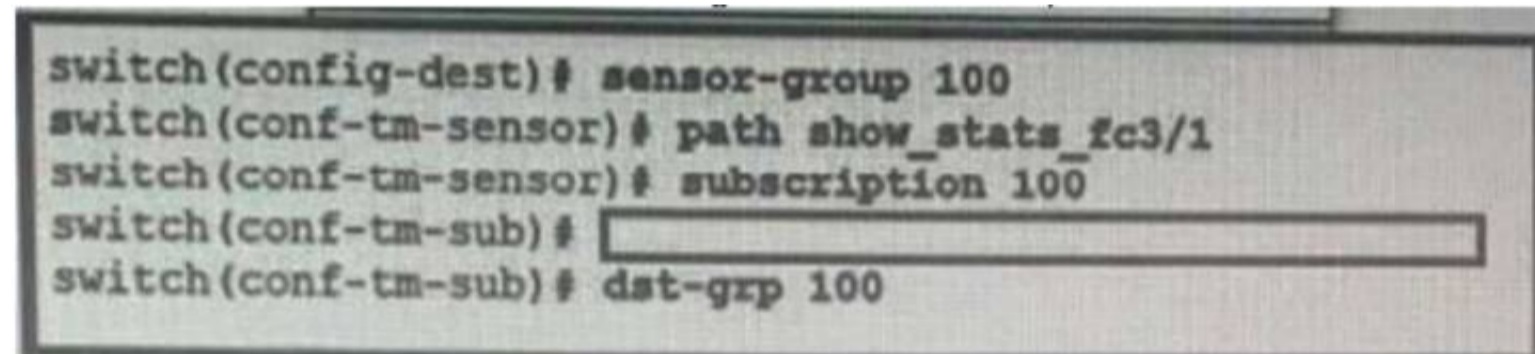 switch(config-dest)# sensor-group 100
switch(conf-tm-sensor)# path show_stats_fc3/1
switch(conf-tm-sensor)# subscription 100
switch(conf-tm-sub)#
switch(conf-tm-sub)# dst-grp 100